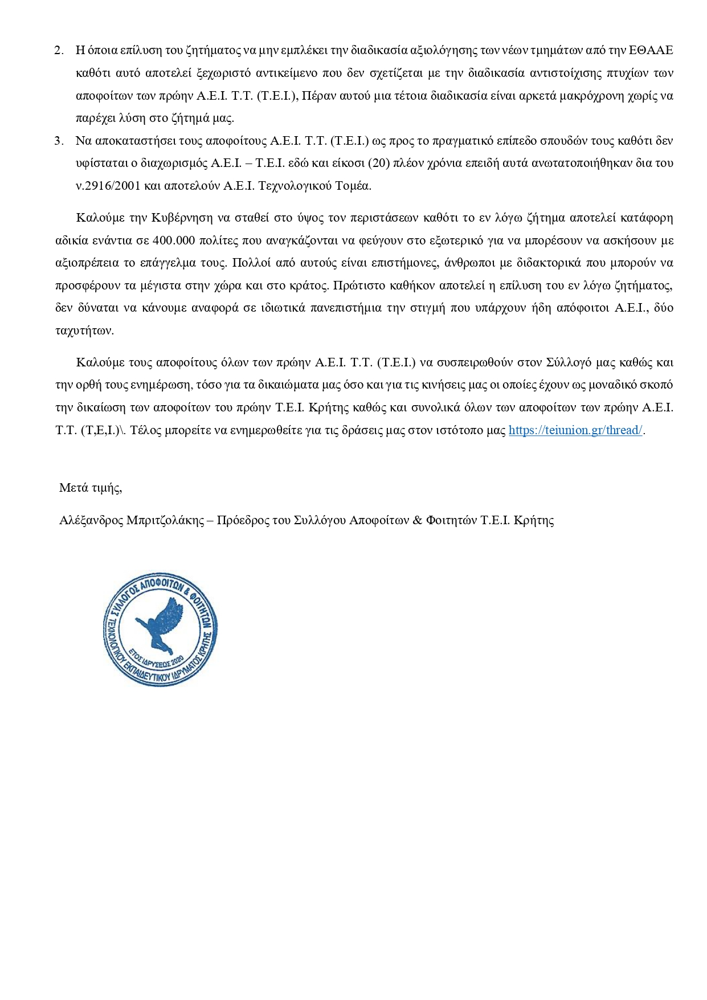 2. Η όποια επίλυση του ζητήματος να μην εμπλέκει την διαδικασία αξιολόγησης των νέων τμημάτων από την ΕΘΑΑΕ
καθότι αυτό αποτελεί ξεχωριστό αντικείμενο που δεν σχετίζεται με την διαδικασία αντιστοίχισης πτυχίων των
αποφοίτων των πρώην Α.Ε.Ι. Τ.Τ. (Τ.Ε.Ι.), Πέραν αυτού μια τέτοια διαδικασία είναι αρκετά μακρόχρονη χωρίς να
παρέχει λύση στο ζήτημά μας.
3. Να αποκαταστήσει τους αποφοίτους Α.Ε.Ι. Τ.Τ. (Τ.Ε.Ι.) ως προς το πραγματικό επίπεδο σπουδών τους καθότι δεν
υφίσταται ο διαχωρισμός Α.Ε.Ι. – Τ.Ε.Ι. εδώ και είκοσι (20) πλέον χρόνια επειδή αυτά ανωτατοποιήθηκαν δια του
ν.2916/2001 και αποτελούν Α.Ε.Ι. Τεχνολογικού Τομέα.
Καλούμε την Κυβέρνηση να σταθεί στο ύψος τον περιστάσεων καθότι το εν λόγω ζήτημα αποτελεί κατάφορη
αδικία ενάντια σε 400.000 πολίτες που αναγκάζονται να φεύγουν στο εξωτερικό για να μπορέσουν να ασκήσουν με
αξιοπρέπεια το επάγγελμα τους. Πολλοί από αυτούς είναι επιστήμονες, άνθρωποι με διδακτορικά που μπορούν να
προσφέρουν τα μέγιστα στην χώρα και στο κράτος. Πρώτιστο καθήκον αποτελεί η επίλυση του εν λόγω ζητήματος,
δεν δύναται να κάνουμε αναφορά σε ιδιωτικά πανεπιστήμια την στιγμή που υπάρχουν ήδη απόφοιτοι Α.Ε.Ι., δύο
ταχυτήτων.
Καλούμε τους αποφοίτους όλων των πρώην Α.Ε.Ι. Τ.Τ. (Τ.Ε.Ι.) να συσπειρωθούν στον Σύλλογό μας καθώς και
την ορθή τους ενημέρωση, τόσο για τα δικαιώματα μας όσο και για τις κινήσεις μας οι οποίες έχουν ως μοναδικό σκοπό
την δικαίωση των αποφοίτων του πρώην Τ.Ε.Ι. Κρήτης καθώς και συνολικά όλων των αποφοίτων των πρώην Α.Ε.Ι.
Τ.Τ. (Τ,Ε,Ι.)\. Τέλος μπορείτε να ενημερωθείτε για τις δράσεις μας στον ιστότοπο μας https://teiunion.gr/thread/.
Μετά τιμής,
Αλέξανδρος Μπριτζολάκης – Πρόεδρος του Συλλόγου Αποφοίτων & Φοιτητών Τ.Ε.Ι. Κρήτης
ΣΥΛΛΟΓΟΣ ΑΠΟΦΟΙΤΩΝ & ΦΟΙΤΗΤΩΝ
ΤΕΧΝΟΛΟΓΙΚΟΥ ΕΚΠΑΙΔΕΥΤΙΚΟΥ ΙΔΡΥΜΑΤΟΣ ΚΡΗΤΗΣ
ΕΤΟΣ ΙΔΡΥΣΕΩΣ 2020